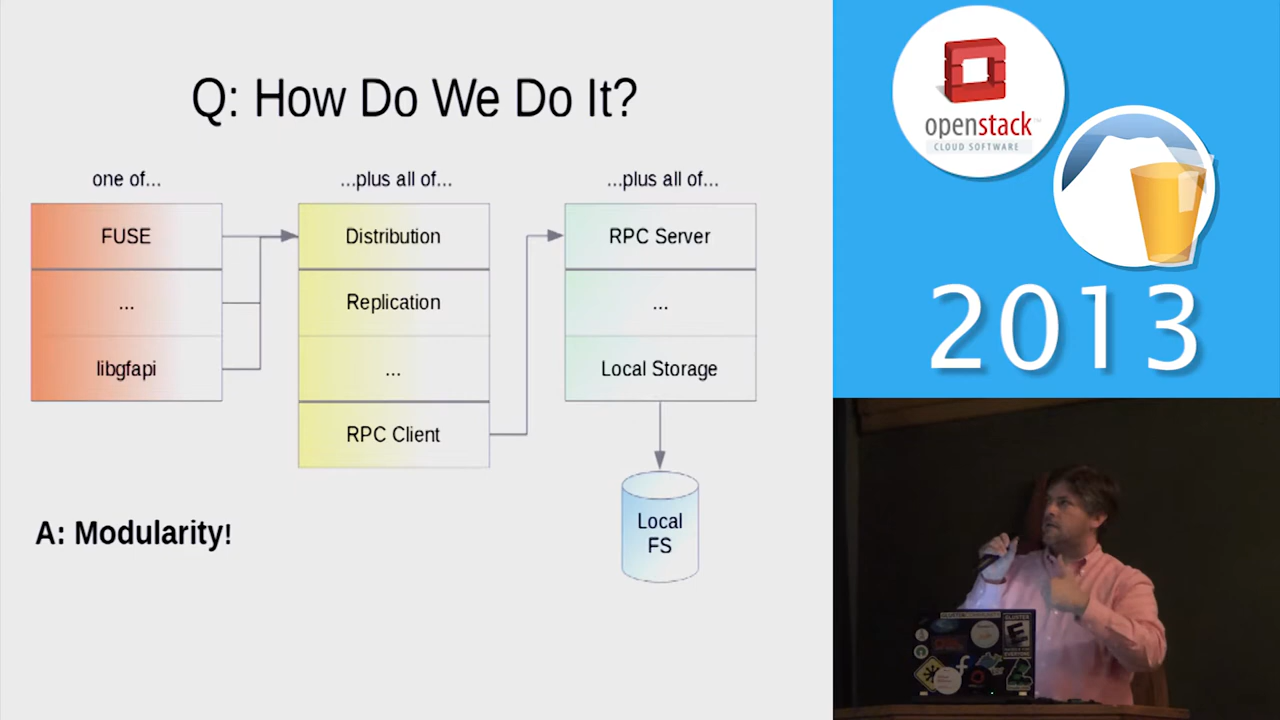 Q: How Do We Do It?
one of...
...plus all of...
...plus all of...
FUSE
...
libgfapi
Distribution
Replication
...
RPC Client
RPC Server
...
Local Storage
Local
FS
A: Modularity!
openstack
CLOUD SOFTWARE
2013
E